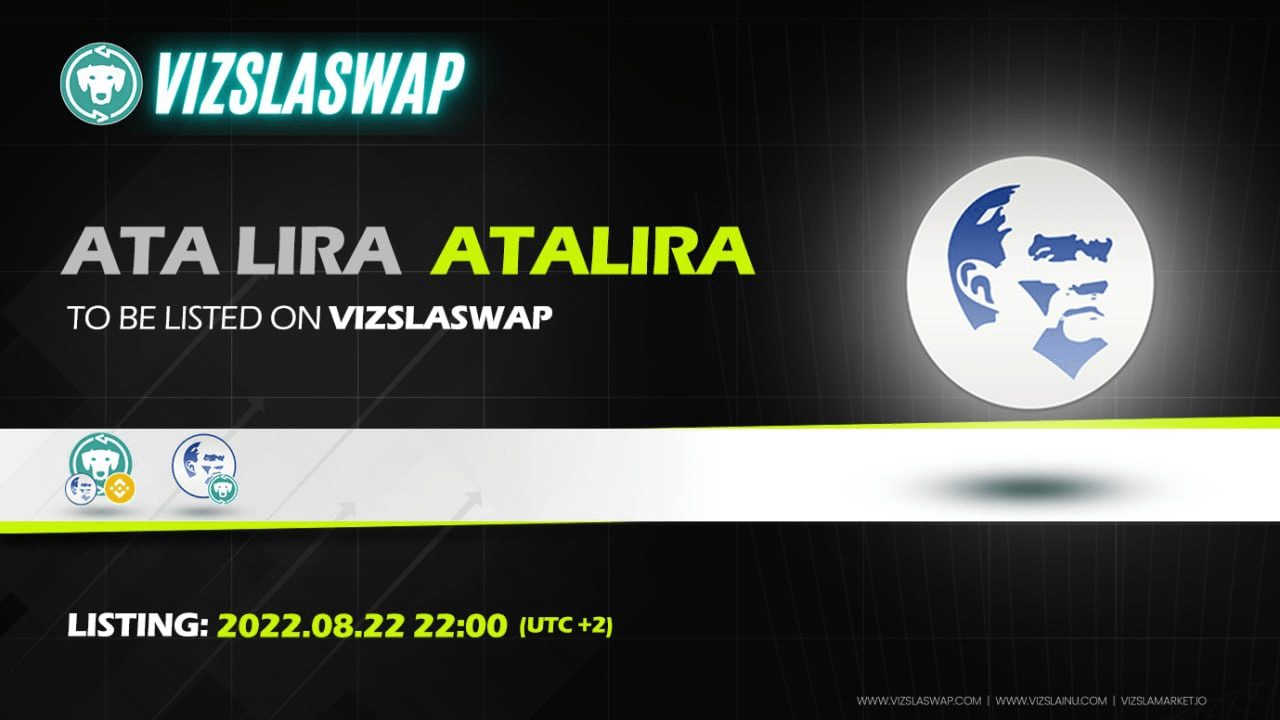 VIZSLASWAP
ATA LIRA ATALIRA
TO BE LISTED ON VIZSLASWAP
LISTING: 2022.08.22 22:00 (UTC +2)
WWW.VIZSLASWAP.COM | WWW.VIZSLAINU.COM | VIZSLAMARKET.IO